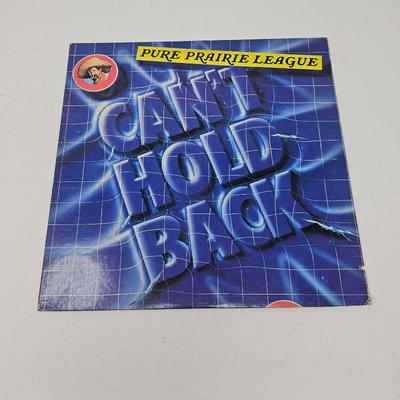 PURE PRAIRIE LEAGUE
CAN'T
HOLD
BACK